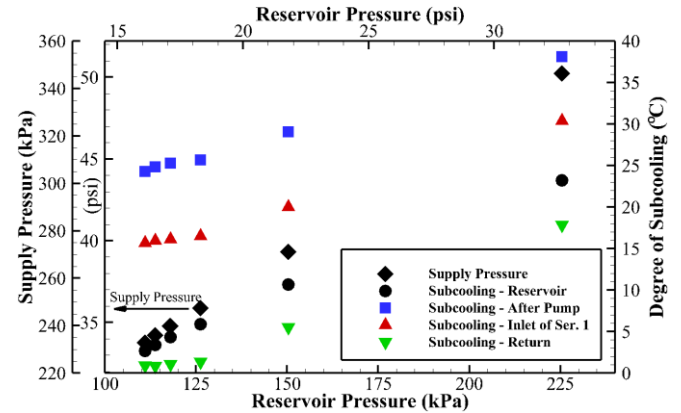 Reservoir Pressure (psi)
15 20 25 30
360
340
320
300
280
260
240
220
Supply Pressure (kPa)
50
45
40
35
(psi)
40
35
30
25
20
15
10
5
0
Degree of Subcooling (℃)
Supply Pressure
Supply Pressure
Subcooling - Reservoir
Subcooling - After Pump
Subcooling - Inlet of Ser. 1
Subcooling - Return
100 125 150 175 200 225
Reservoir Pressure (kPa)